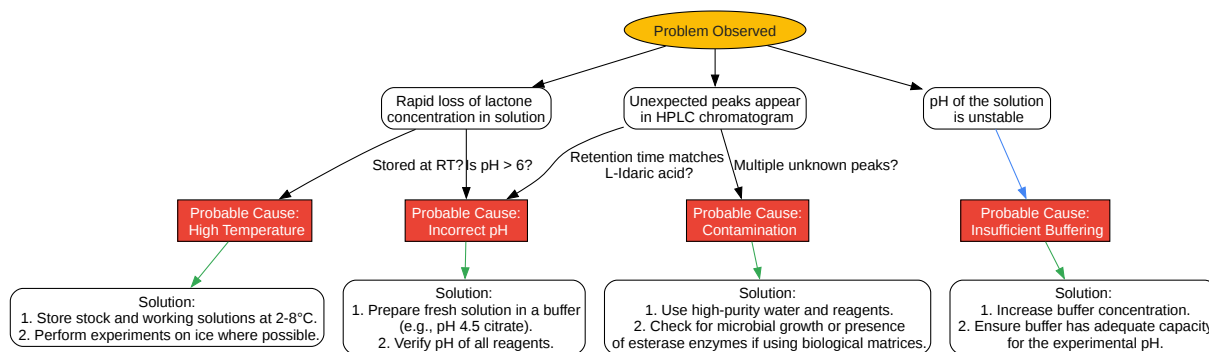 Problem Observed
Rapid loss of lactone
concentration in solution
Unexpected peaks appear
in HPLC chromatogram
pH of the solution
is unstable
Stored at RT?
Is pH > 6?
Retention time matches
L-Idaric acid?
Multiple unknown peaks?
Probable Cause:
High Temperature
Probable Cause:
Incorrect pH
Probable Cause:
Contamination
Probable Cause:
Insufficient Buffering
Solution:
1. Store stock and working solutions at 2-8°C.
2. Perform experiments on ice where possible.
Solution:
1. Prepare fresh solution in a buffer
(e.g., pH 4.5 citrate).
2. Verify pH of all reagents.
Solution:
1. Use high-purity water and reagents.
2. Check for microbial growth or presence
of esterase enzymes if using biological matrices.
Solution:
1. Increase buffer concentration.
2. Ensure buffer has adequate capacity
for the experimental pH.